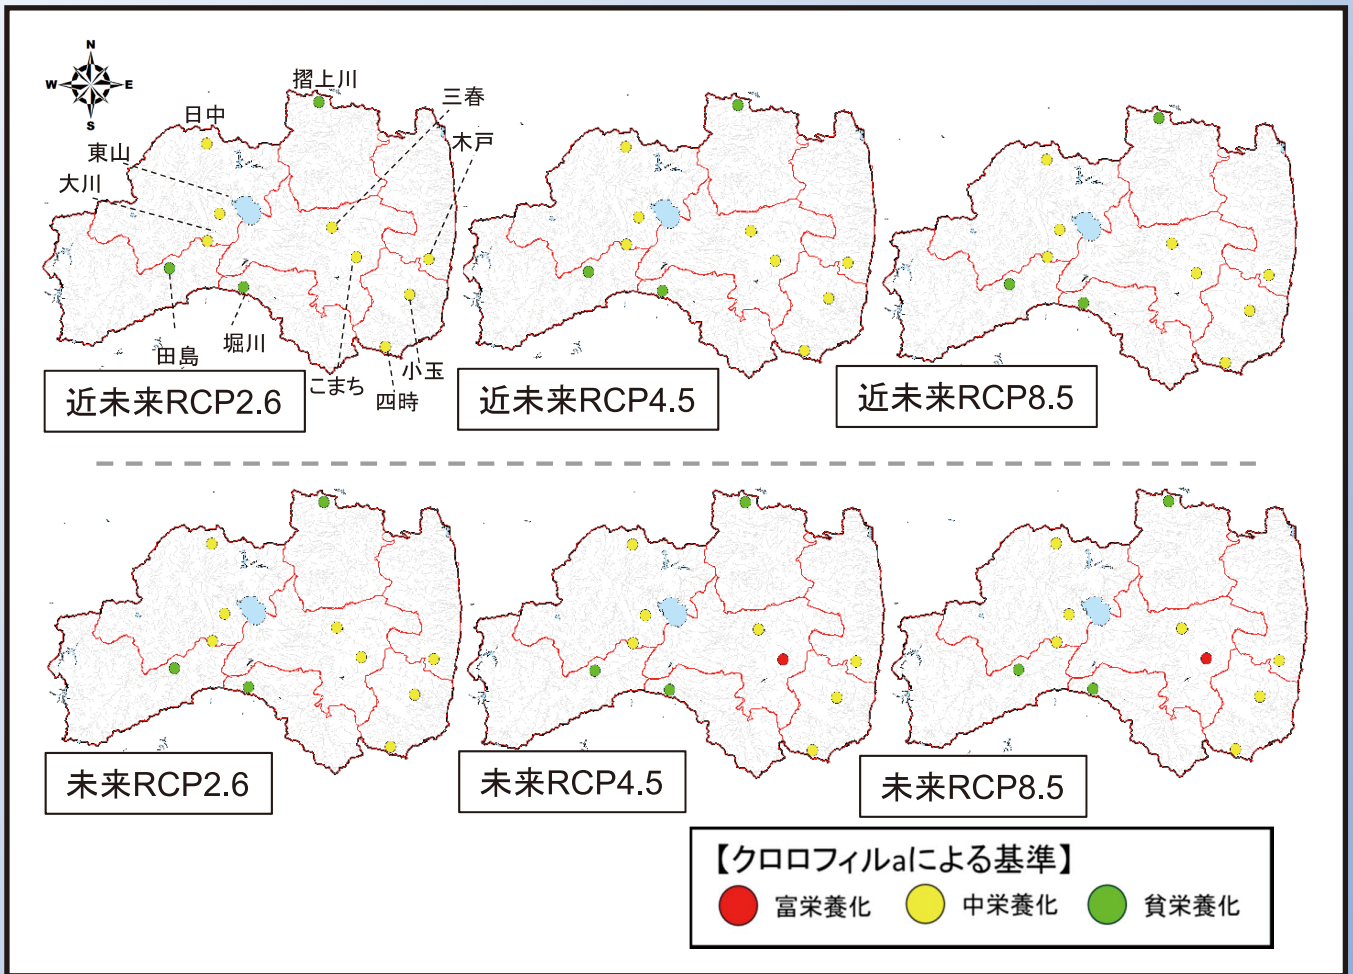 N
W
E
S
摺上川
三春
日中
木戸
東山
大川
田島
堀川
こまち
小玉
四時
近未来RCP2.6
近未来RCP4.5
近未来RCP8.5
未来RCP2.6
未来RCP4.5
未来RCP8.5
【クロロフィルaによる基準】
富栄養化
中栄養化
貧栄養化